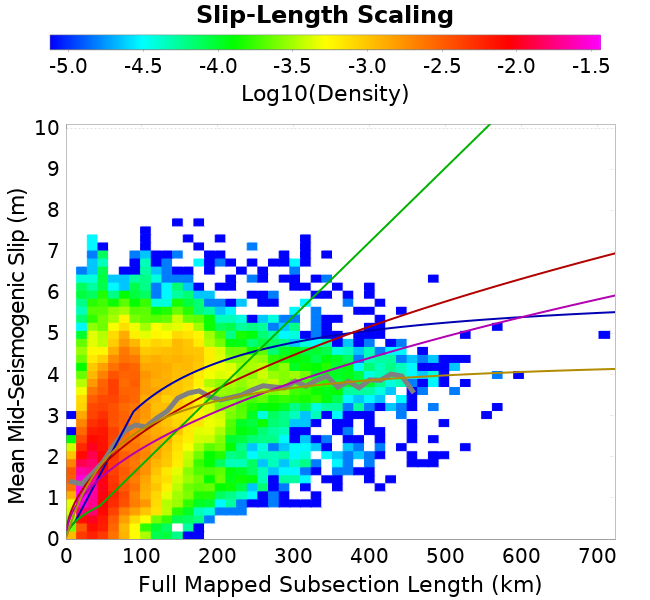 Slip-Length Scaling
-5.0 -4.5 -4.0 -3.5 -3.0 -2.5 -2.0 -1.5
Log10(Density)
Mean Mid-Seismogenic Slip (m)
10
9
8
7
6
5
4
3
2
1
0
0 100 200 300 400 500 600 700
Full Mapped Subsection Length (km)